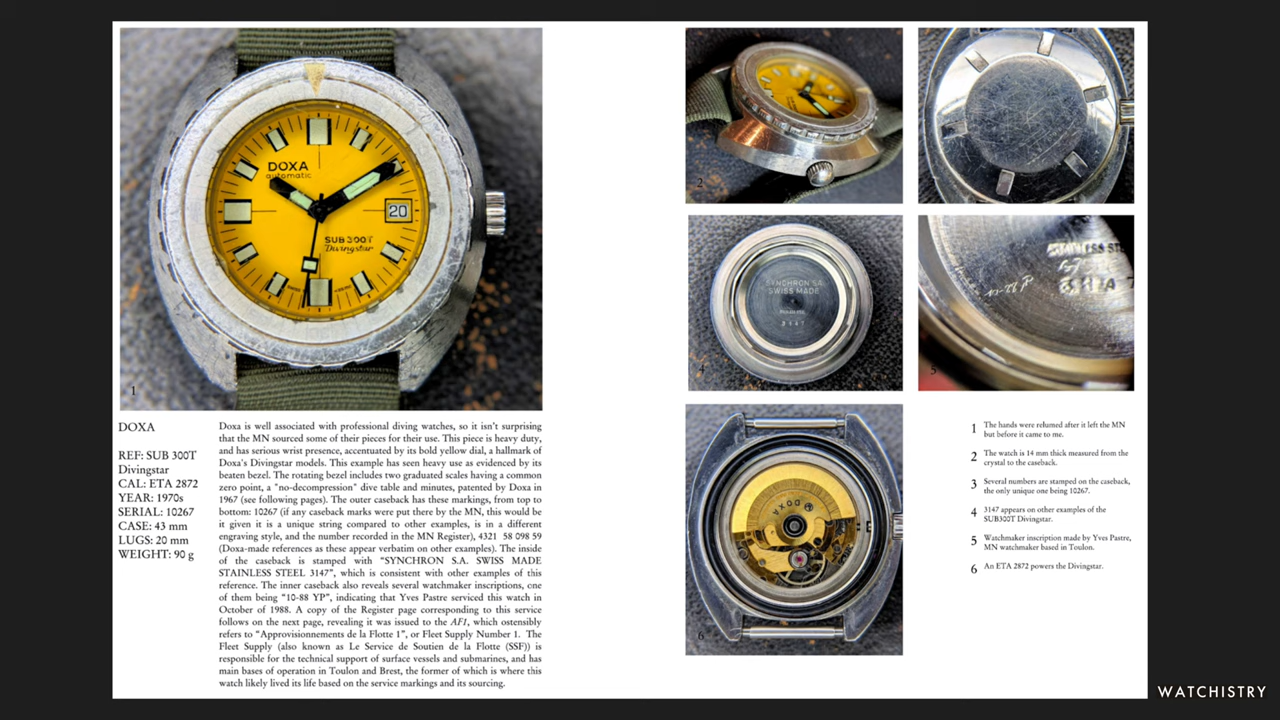 DOXA
automatic
20
SUB 300T
Divingstar
1
DOXA
REF: SUB 300T
Divingstar
CAL: ETA 2872
YEAR: 1970s
SERIAL: 10267
CASE: 43 mm
LUGS: 20 mm
WEIGHT: 90 g
Doxa is well associated with professional diving watches, so it isn't surprising
that the MN sourced some of their pieces for their use. This piece is heavy duty,
and has serious wrist presence, accentuated by its bold yellow dial, a hallmark of
Doxa's Divingstar models. This example has seen heavy use as evidenced by its
beaten bezel. The rotating bezel includes two graduated scales having a common
zero point, a "no-decompression" dive table and minutes, patented by Doxa in
1967 (see following pages). The outer caseback has these markings, from top to
bottom: 10267 (if any caseback marks were put there by the MN, this would be
it given it is a unique string compared to other examples, is in a different
engraving style, and the number recorded in the MN Register), 4321 58 098 59
(Doxa-made references as these appear verbatim on other examples). The inside
of the caseback is stamped with "SYNCHRON S.A. SWISS MADE
STAINLESS STEEL 3147", which is consistent with other examples of this
reference. The inner caseback also reveals several watchmaker inscriptions, one
of them being "10-88 YP", indicating that Yves Pastre serviced this watch in
October of 1988. A copy of the Register page corresponding to this service
follows on the next page, revealing it was issued to the AF1, which ostensibly
refers to "Approvisionnements de la Flotte 1", or Fleet Supply Number 1. The
Fleet Supply (also known as Le Service de Soutien de la Flotte (SSF)) is
responsible for the technical support of surface vessels and submarines, and has
main bases of operation in Toulon and Brest, the former of which is where this
watch likely lived its life based on the service markings and its sourcing.
2
SYNCHRON SA
SWISS MADE
3147
4
10-88 YP
5
DOXA
6
1 The hands were relumed after it left the MN
but before it came to me.
2 The watch is 14 mm thick measured from the
crystal to the caseback.
3 Several numbers are stamped on the caseback,
the only unique one being 10267.
4 3147 appears on other examples of the
SUB300T Divingstar.
5 Watchmaker inscription made by Yves Pastre,
MN watchmaker based in Toulon.
6 An ETA 2872 powers the Divingstar.
WATCHISTRY